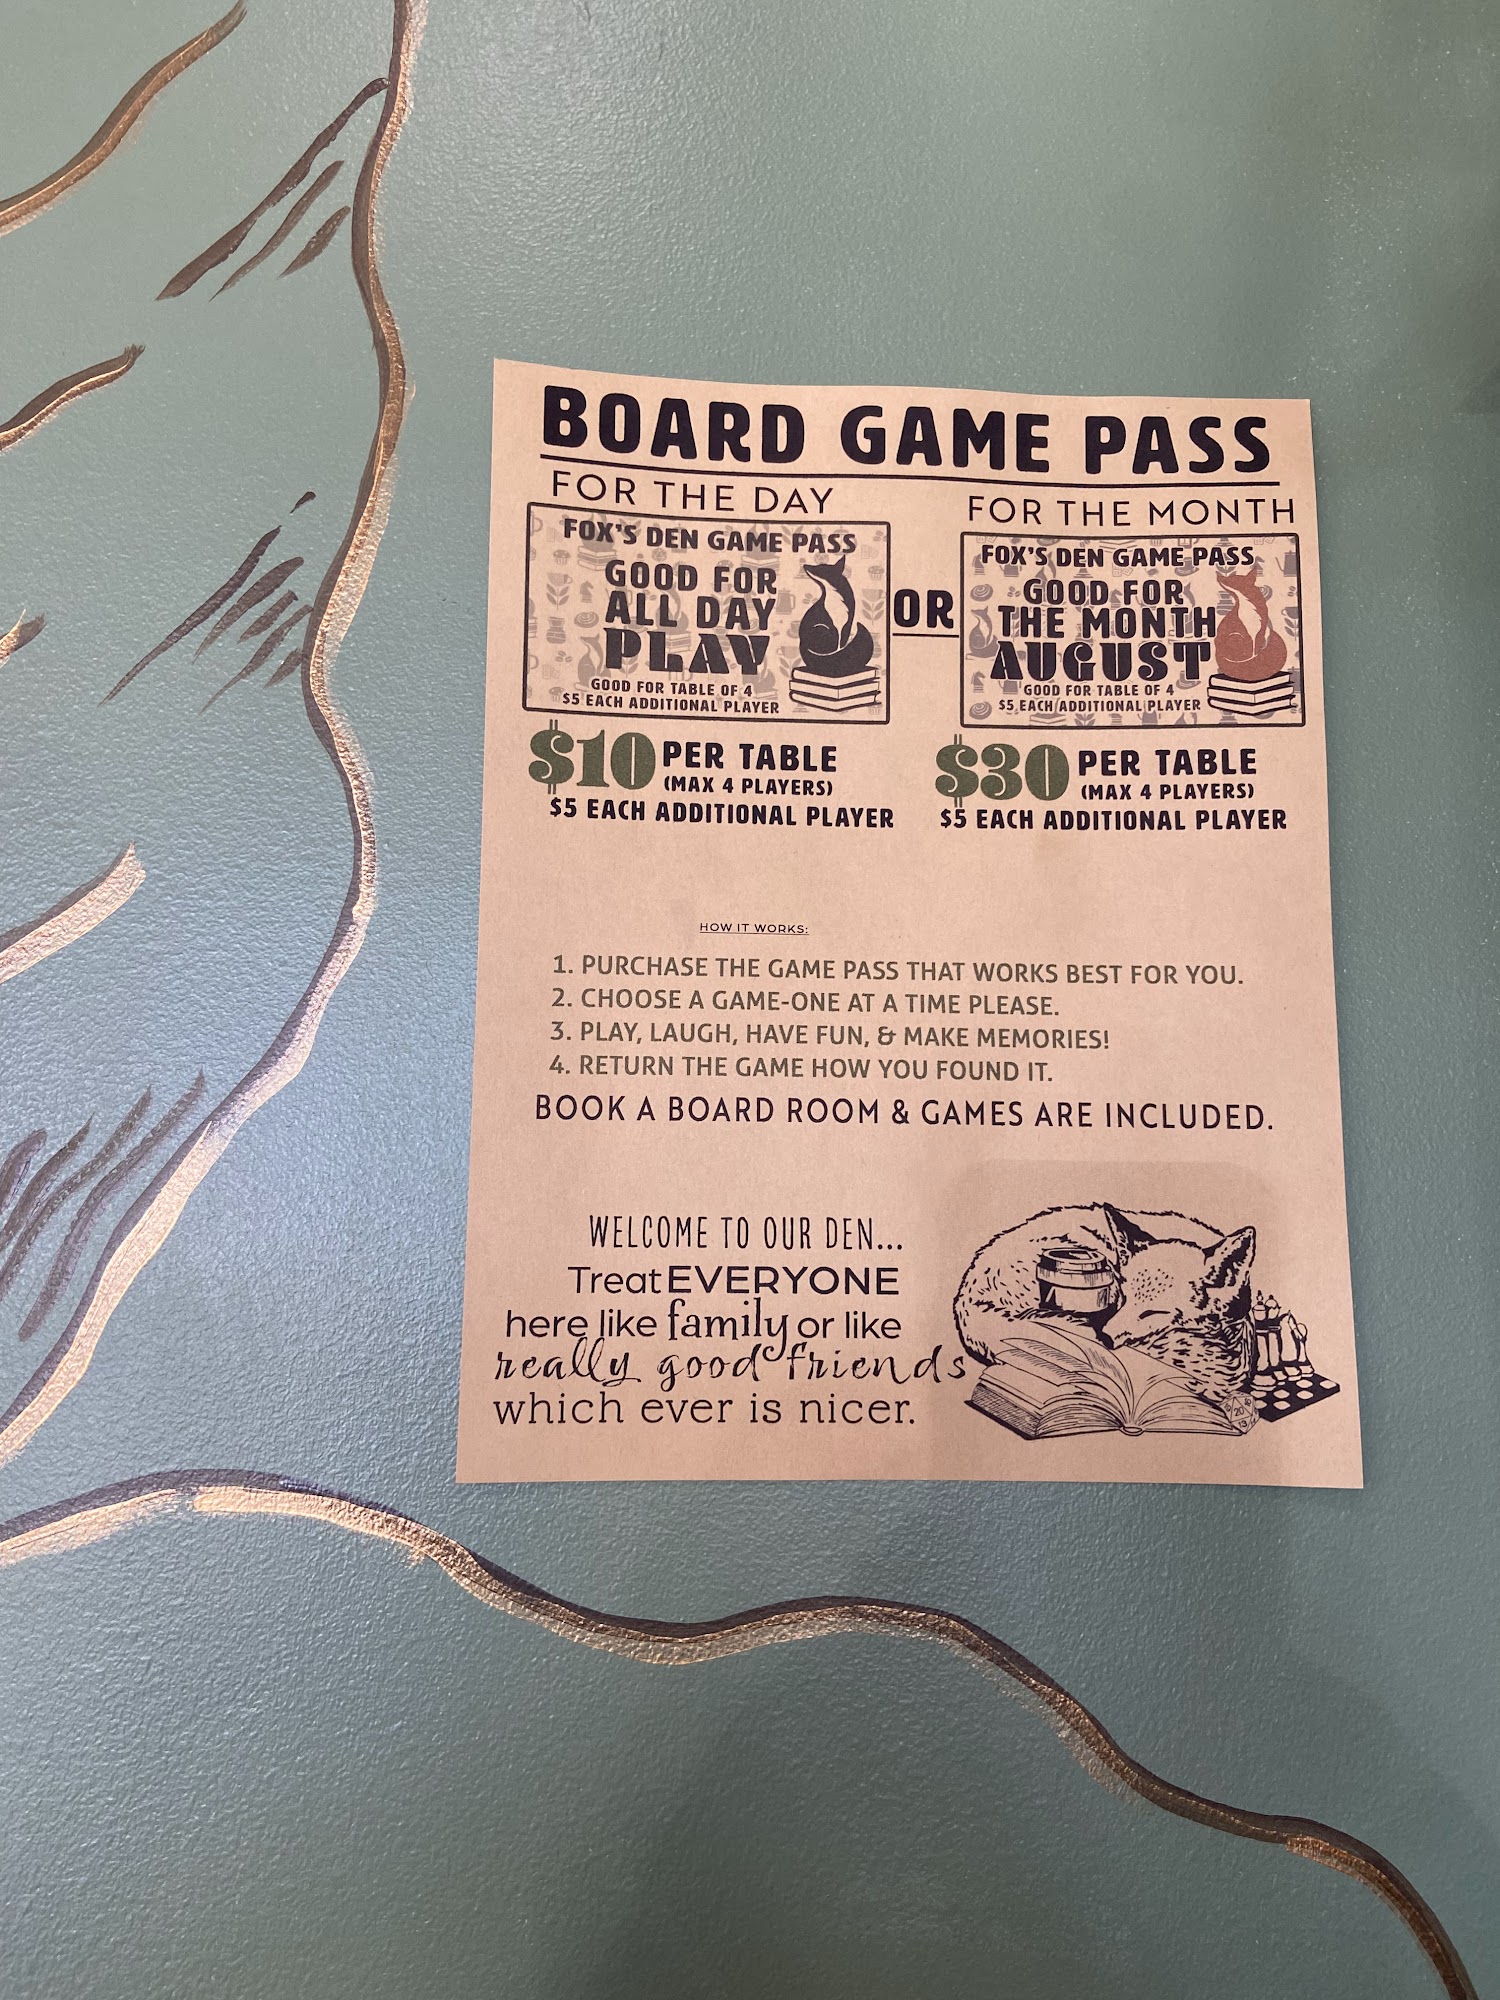 BOARD GAME PASS
FOR THE DAY
FOX'S DEN GAME PASS
GOOD FOR
ALL DAY
PLAY
GOOD FOR TABLE OF 4
$5 EACH ADDITIONAL PLAYER
$10 PER TABLE
(MAX 4 PLAYERS)
$5 EACH ADDITIONAL PLAYER
OR
FOR THE MONTH
FOX'S DEN GAME PASS
GOOD FOR
THE MONTH
AUGUST
GOOD FOR TABLE OF 4
$5 EACH ADDITIONAL PLAYER
$30 PER TABLE
(MAX 4 PLAYERS)
$5 EACH ADDITIONAL PLAYER
HOW IT WORKS:
1. PURCHASE THE GAME PASS THAT WORKS BEST FOR YOU.
2. CHOOSE A GAME-ONE AT A TIME PLEASE.
3. PLAY, LAUGH, HAVE FUN, & MAKE MEMORIES!
4. RETURN THE GAME HOW YOU FOUND IT.
BOOK A BOARD ROOM & GAMES ARE INCLUDED.
WELCOME TO OUR DEN...
Treat EVERYONE
here like family or like
really good friends
which ever is nicer.
20